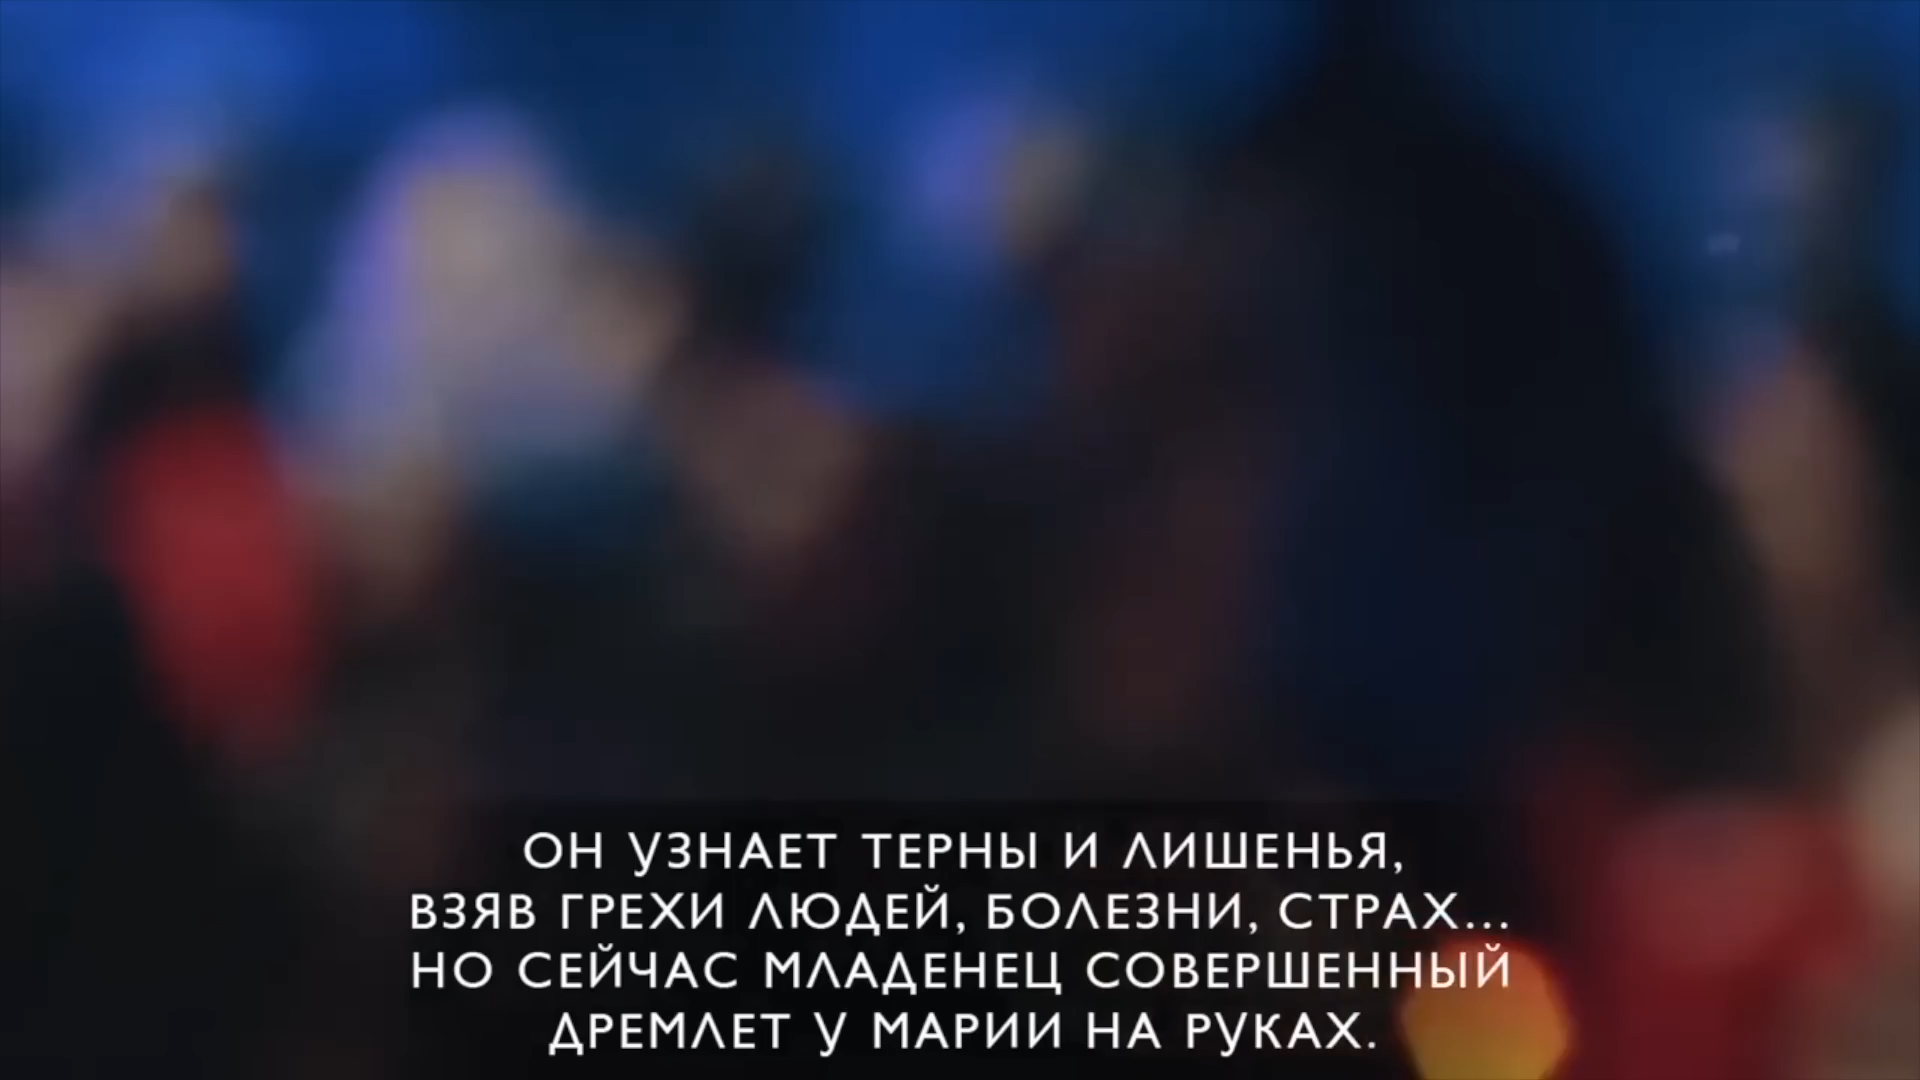 ОН УЗНАЕТ ТЕРНЫ И ЛИШЕНЬЯ,
ВЗЯВ ГРЕХИ ЛЮДЕЙ, БОЛЕЗНИ, СТРАХ...
НО СЕЙЧАС МЛАДЕНЕЦ СОВЕРШЕННЫЙ
ДРЕМЛЕТ У МАРИИ НА РУКАХ.